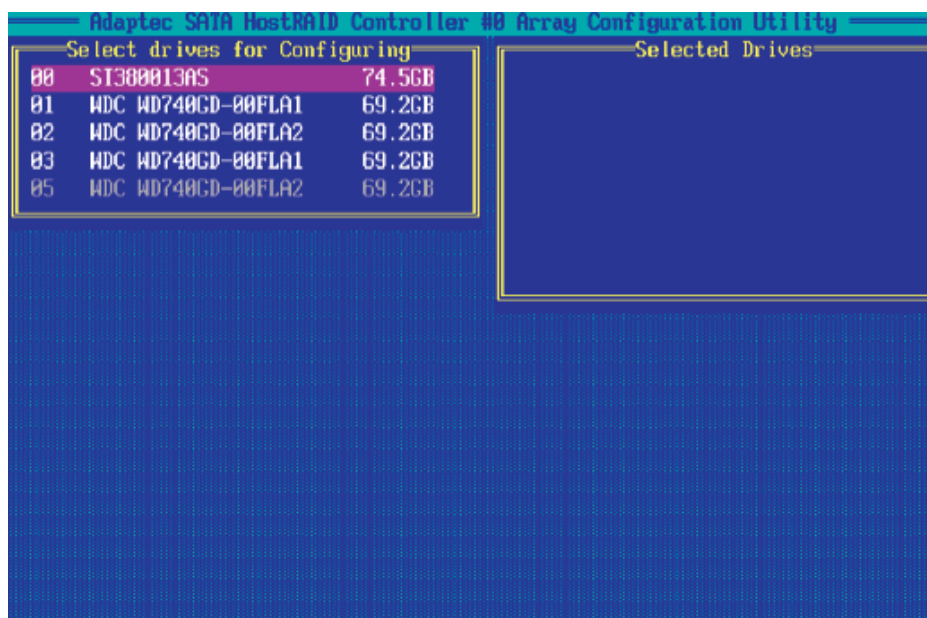 Adaptec SATA HostRAID Controller #0 Array Configuration Utility
Select drives for Configuring
00 ST380013AS 74.5GB
01 WDC WD740GD-00FLA1 69.2GB
02 WDC WD740GD-00FLA2 69.2GB
03 WDC WD740GD-00FLA1 69.2GB
05 WDC WD740GD-00FLA2 69.2GB
Selected Drives